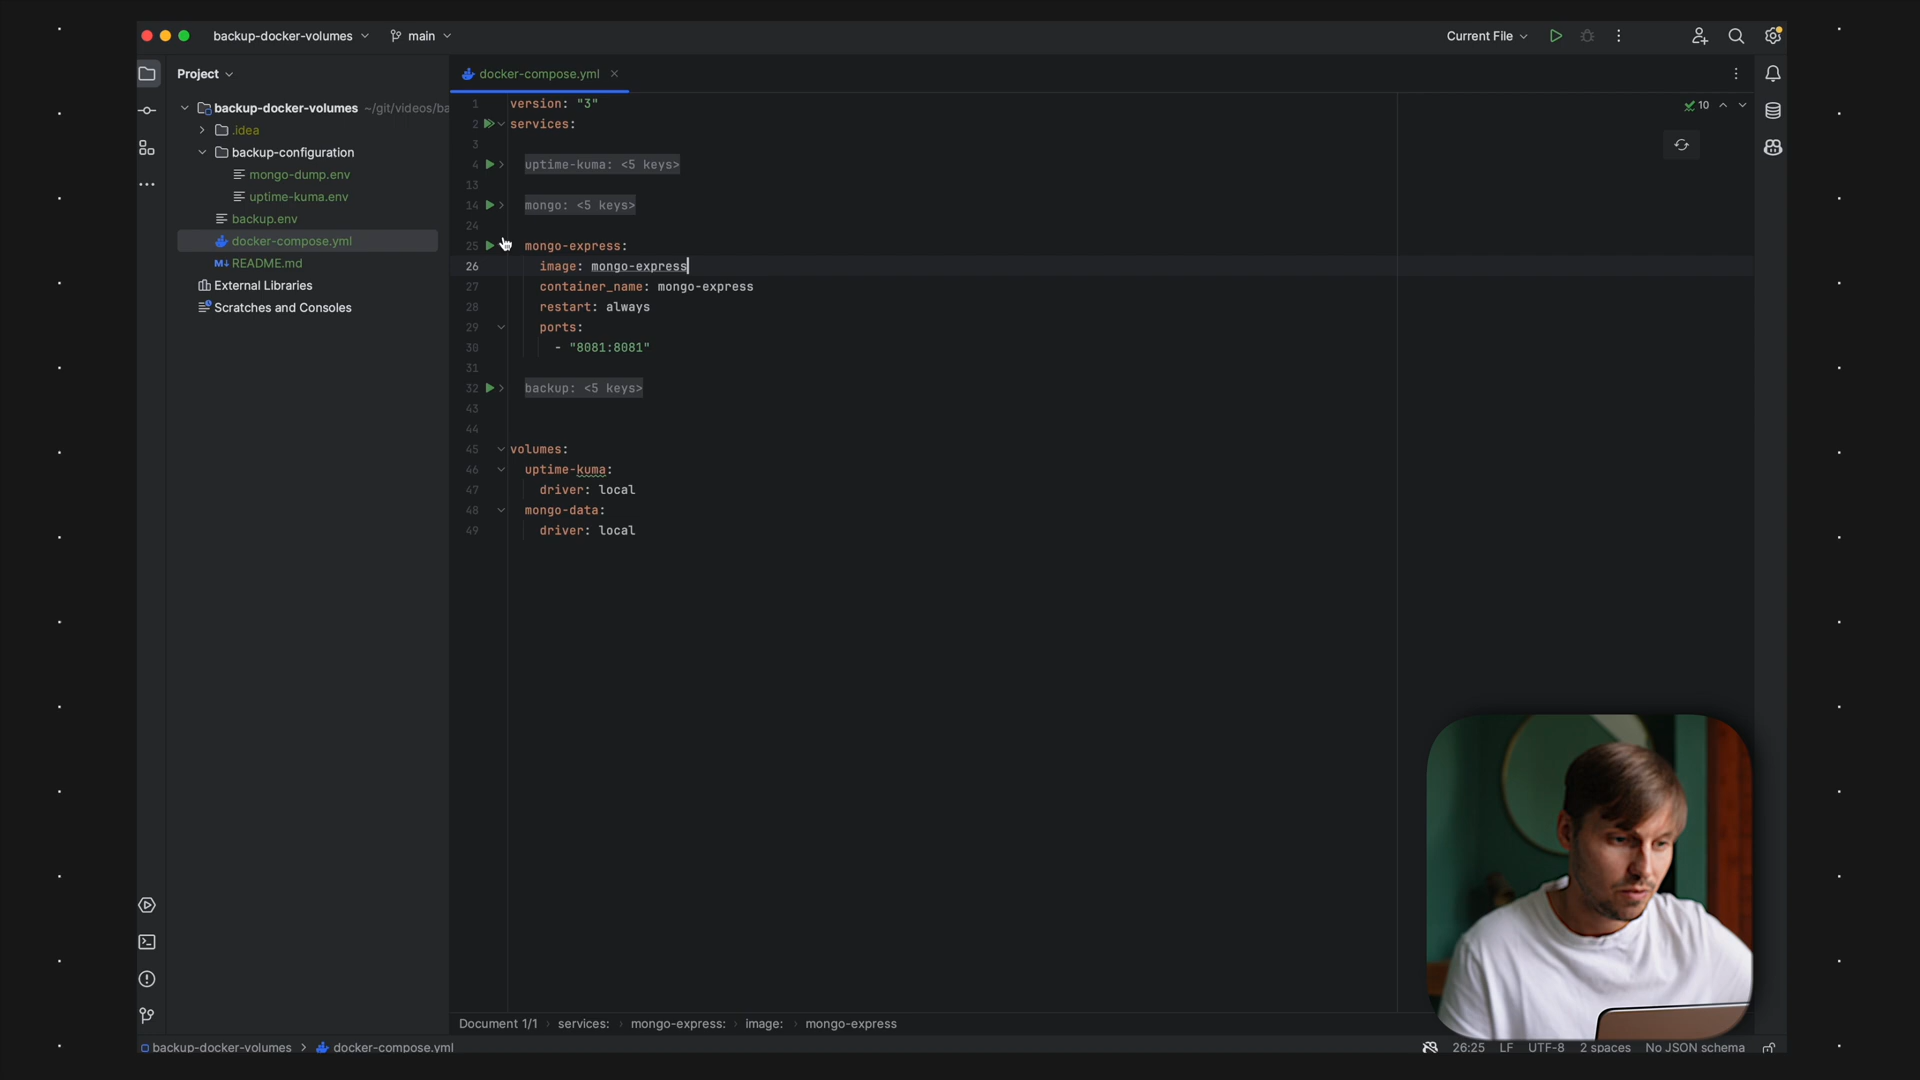 backup-docker-volumes
main
Current File
Project
docker-compose.yml
backup-docker-volumes ~/git/videos/ba
.idea
backup-configuration
mongo-dump.env
uptime-kuma.env
backup.env
docker-compose.yml
M↓ README.md
External Libraries
Scratches and Consoles
10
1 version: "3"
2 services:
3
4 uptime-kuma: <5 keys>
13
14 mongo: <5 keys>
24
25 mongo-express:
26 image: mongo-express
27 container_name: mongo-express
28 restart: always
29 ports:
30 - "8081:8081"
31
32 backup: <5 keys>
43
44
45 volumes:
46 uptime-kuma:
47 driver: local
48 mongo-data:
49 driver: local
Document 1/1 › services: › mongo-express: › image: › mongo-express
backup-docker-volumes > docker-compose.yml
26:25 LF UTF-8 2 spaces No JSON schema